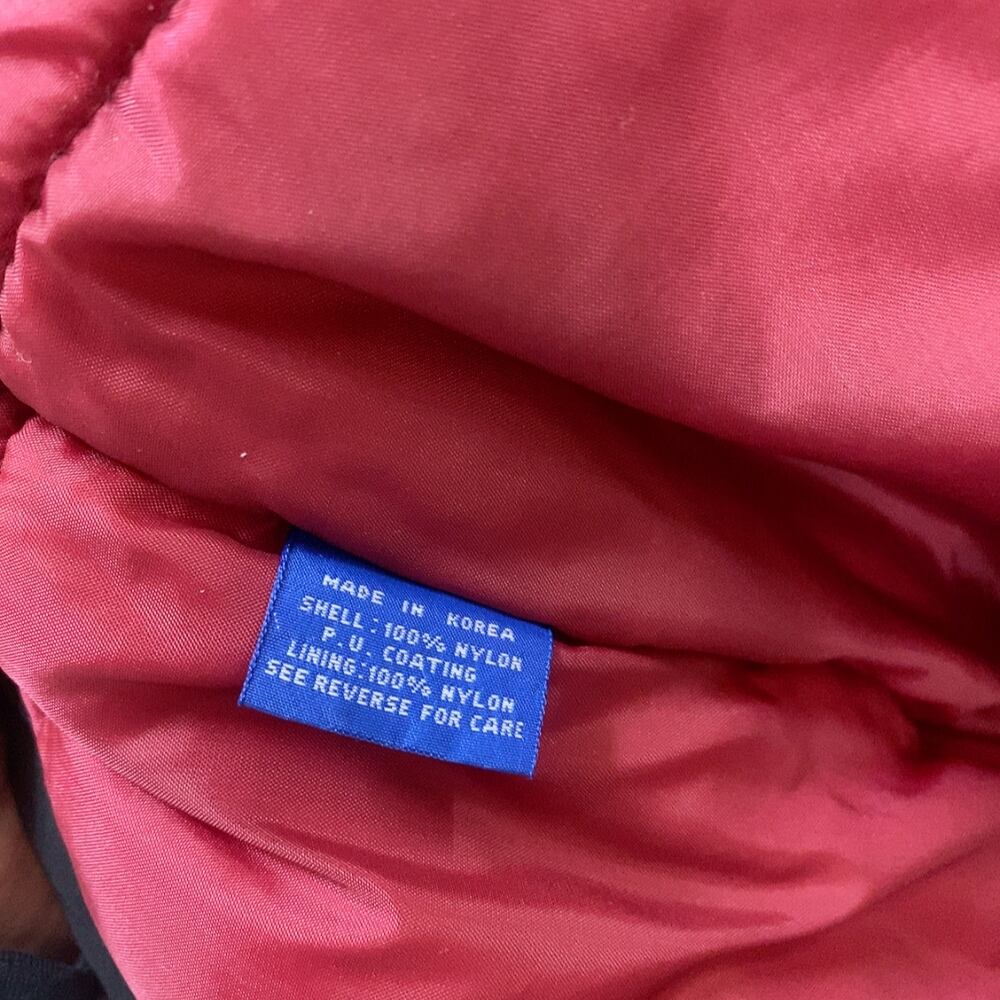 MADE IN KOREA
SHELL:100% NYLON
P.U. COATING
LINING:100% NYLON
SEE REVERSE FOR CARE